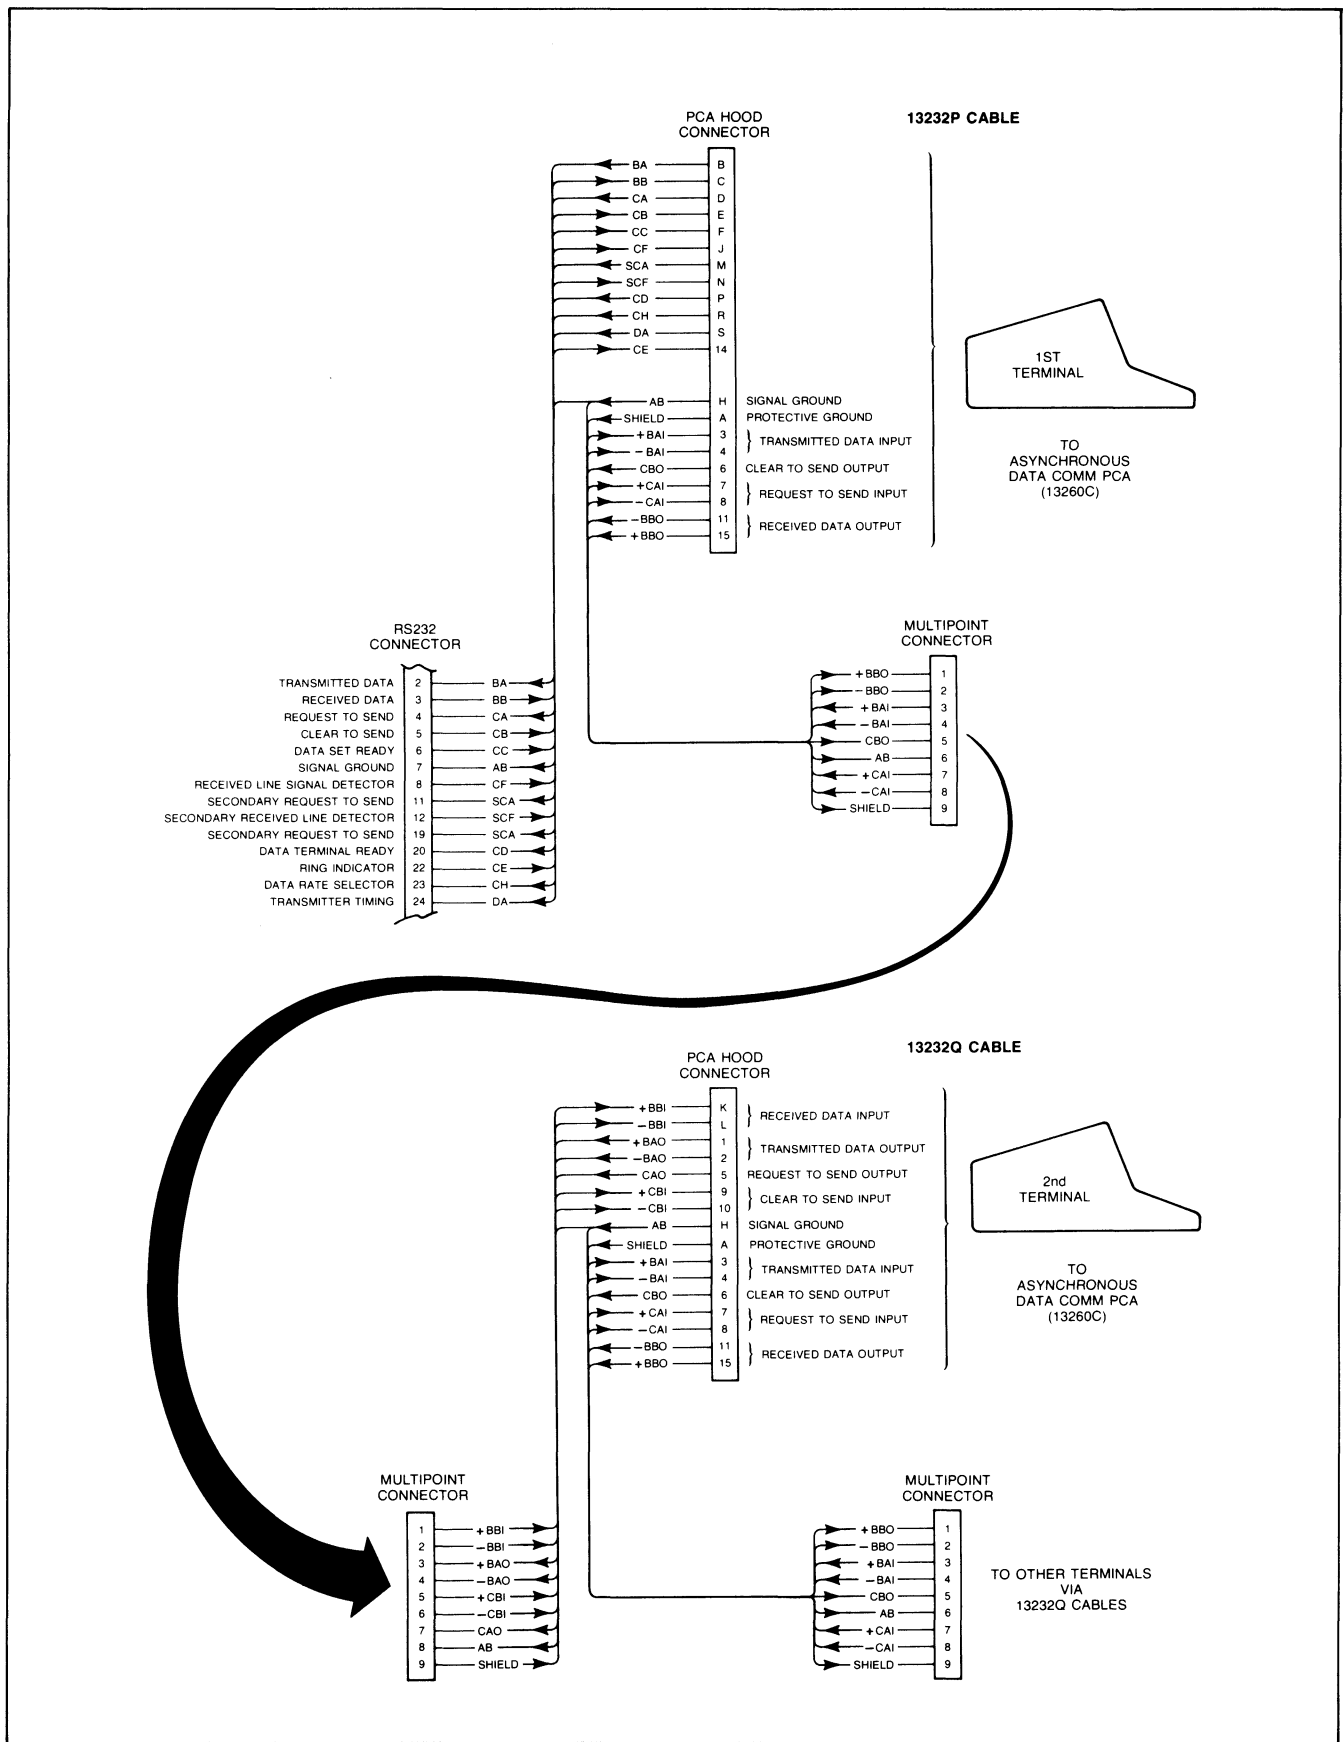 PCA HOOD
CONNECTOR
13232P CABLE
BA B
BB C
CA D
CB E
CC F
CF J
SCA M
SCF N
CD P
CH R
DA S
CE 14
AB H SIGNAL GROUND
SHIELD A PROTECTIVE GROUND
+BAI 3
TRANSMITTED DATA INPUT
-BAI 4
CBO 6 CLEAR TO SEND OUTPUT
+CAI 7
REQUEST TO SEND INPUT
-CAI 8
-BBO 11
RECEIVED DATA OUTPUT
+BBO 15
1ST
TERMINAL
TO
ASYNCHRONOUS
DATA COMM PCA
(13260C)
RS232
CONNECTOR
TRANSMITTED DATA 2 BA
RECEIVED DATA 3 BB
REQUEST TO SEND 4 CA
CLEAR TO SEND 5 CB
DATA SET READY 6 CC
SIGNAL GROUND 7 AB
RECEIVED LINE SIGNAL DETECTOR 8 CF
SECONDARY REQUEST TO SEND 11 SCA
SECONDARY RECEIVED LINE DETECTOR 12 SCF
SECONDARY REQUEST TO SEND 19 SCA
DATA TERMINAL READY 20 CD
RING INDICATOR 22 CE
DATA RATE SELECTOR 23 CH
TRANSMITTER TIMING 24 DA
MULTIPOINT
CONNECTOR
+BBO 1
-BBO 2
+BAI 3
-BAI 4
CBO 5
AB 6
+CAI 7
-CAI 8
SHIELD 9
PCA HOOD
CONNECTOR
13232Q CABLE
+BBI K
RECEIVED DATA INPUT
-BBI L
+BAO 1
TRANSMITTED DATA OUTPUT
-BAO 2
CAO 5 REQUEST TO SEND OUTPUT
+CBI 9
CLEAR TO SEND INPUT
-CBI 10
AB H SIGNAL GROUND
SHIELD A PROTECTIVE GROUND
+BAI 3
TRANSMITTED DATA INPUT
-BAI 4
CBO 6 CLEAR TO SEND OUTPUT
+CAI 7
REQUEST TO SEND INPUT
-CAI 8
-BBO 11
RECEIVED DATA OUTPUT
+BBO 15
2nd
TERMINAL
TO
ASYNCHRONOUS
DATA COMM PCA
(13260C)
MULTIPOINT
CONNECTOR
1 +BBI
2 -BBI
3 +BAO
4 -BAO
5 +CBI
6 -CBI
7 CAO
8 AB
9 SHIELD
MULTIPOINT
CONNECTOR
+BBO 1
-BBO 2
+BAI 3
-BAI 4
CBO 5
AB 6
+CAI 7
-CAI 8
SHIELD 9
TO OTHER TERMINALS
VIA
13232Q CABLES